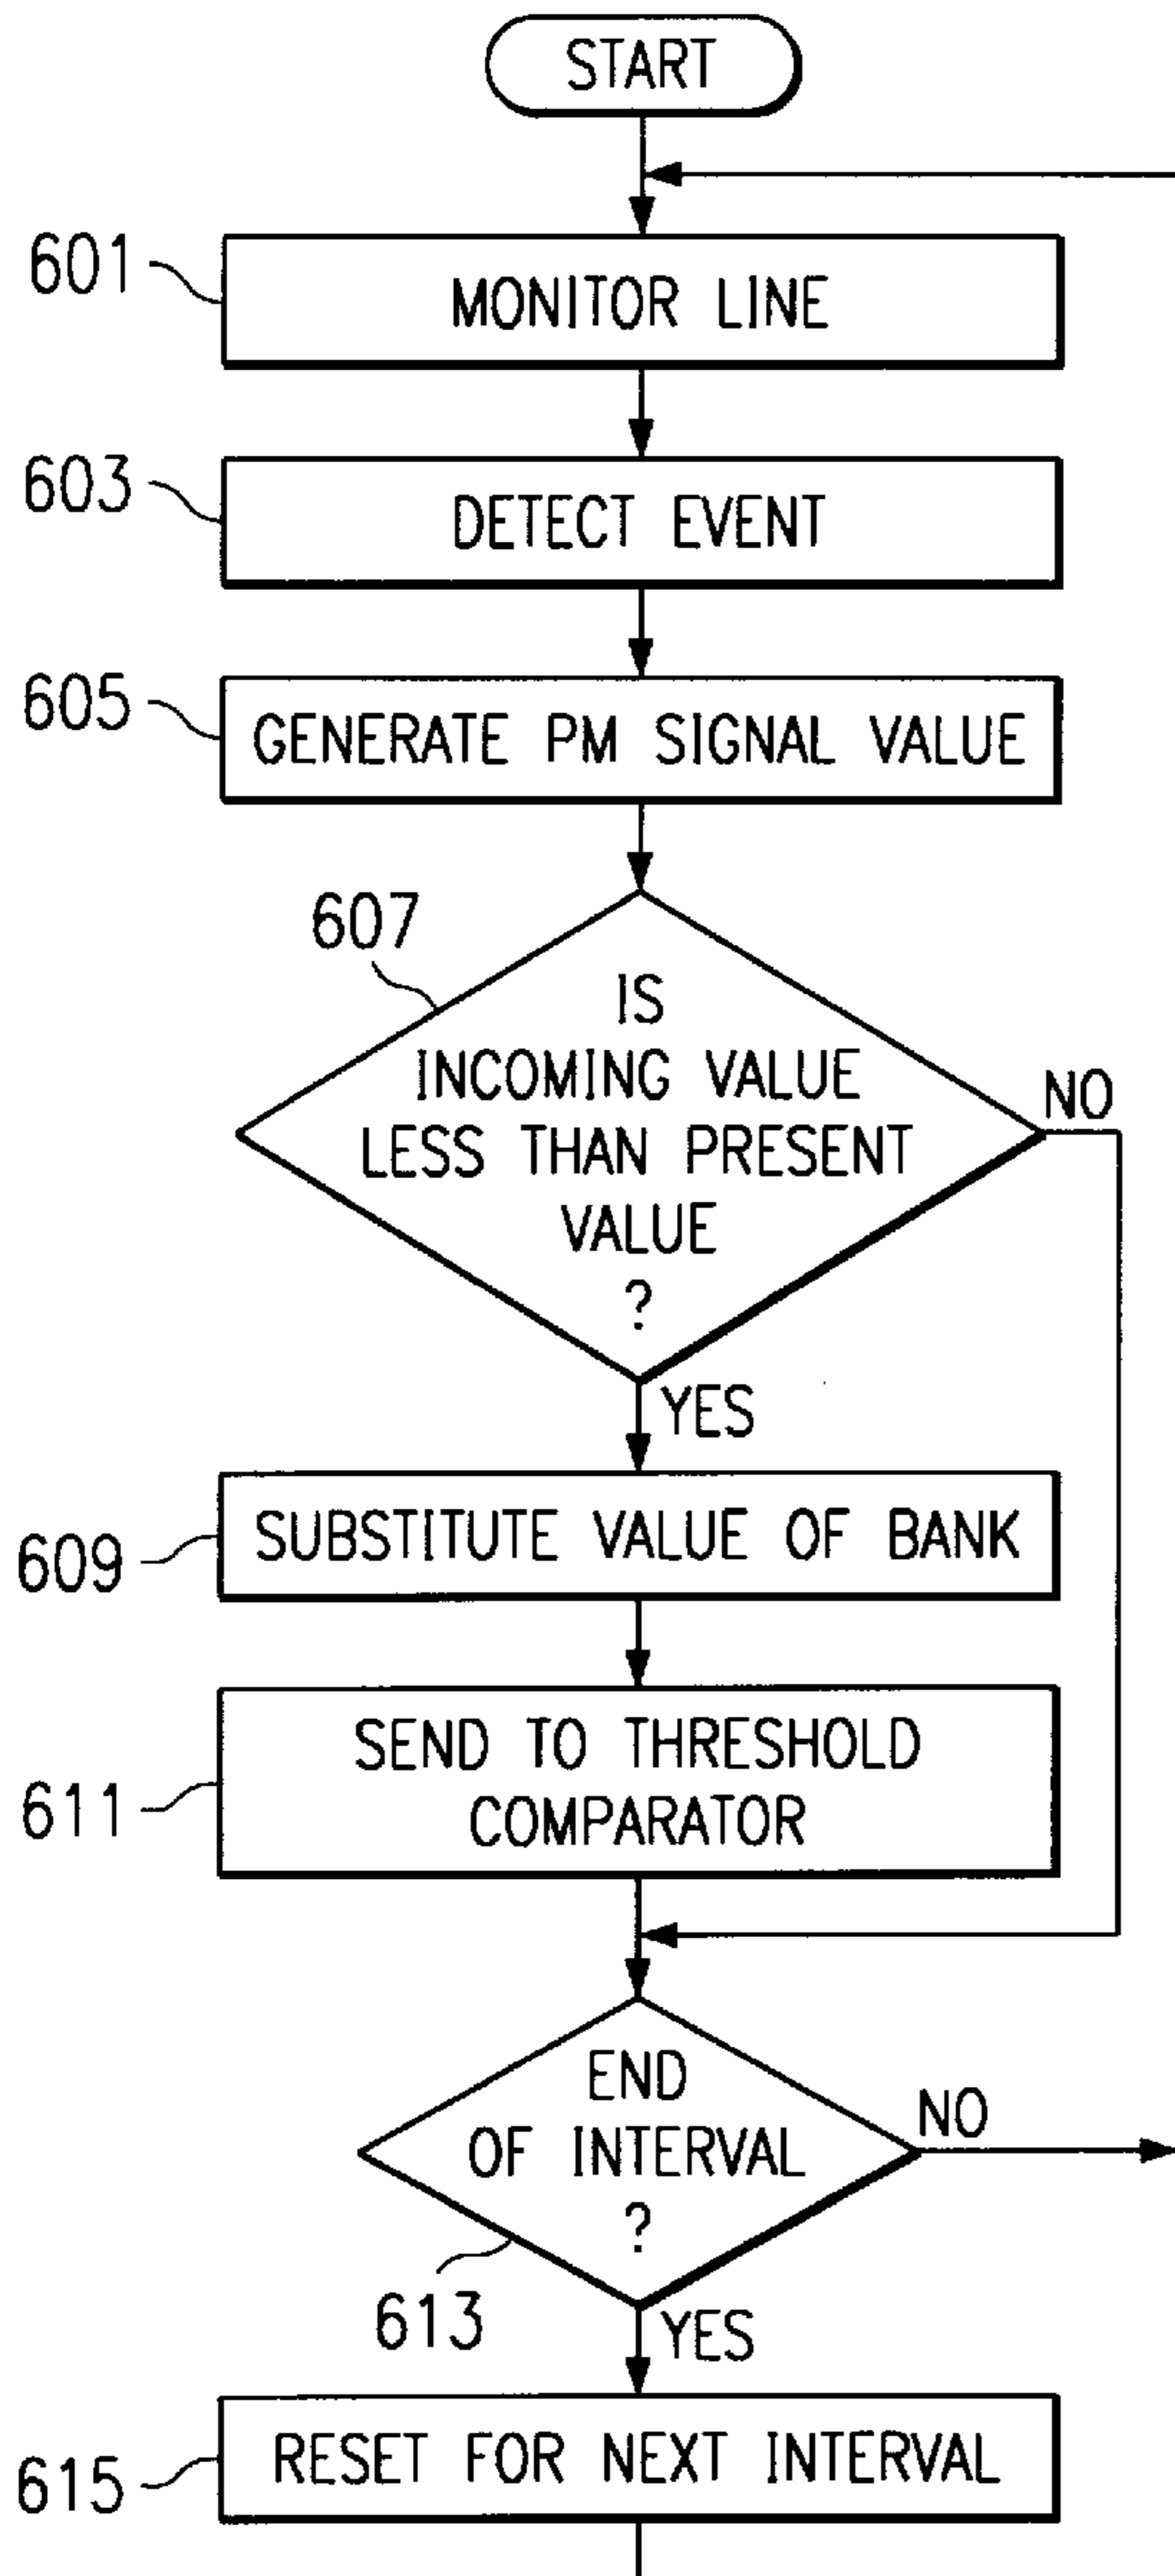 START
601
MONITOR LINE
603
DETECT EVENT
605
GENERATE PM SIGNAL VALUE
607
IS
INCOMING VALUE
LESS THAN PRESENT
VALUE
?
NO
YES
609
SUBSTITUTE VALUE OF BANK
611
SEND TO THRESHOLD
COMPARATOR
END
OF INTERVAL
?
NO
613
YES
615
RESET FOR NEXT INTERVAL